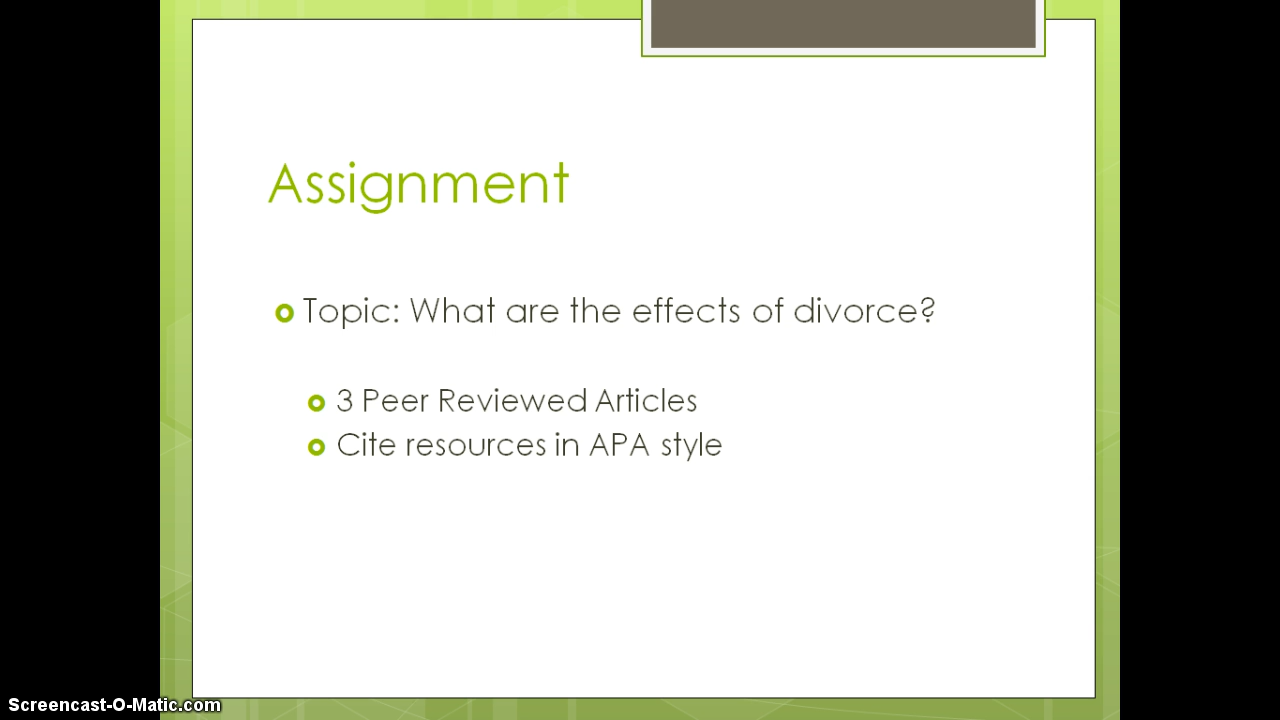 Assignment
Topic: What are the effects of divorce?
3 Peer Reviewed Articles
Cite resources in APA style
Screencast-O-Matic.com